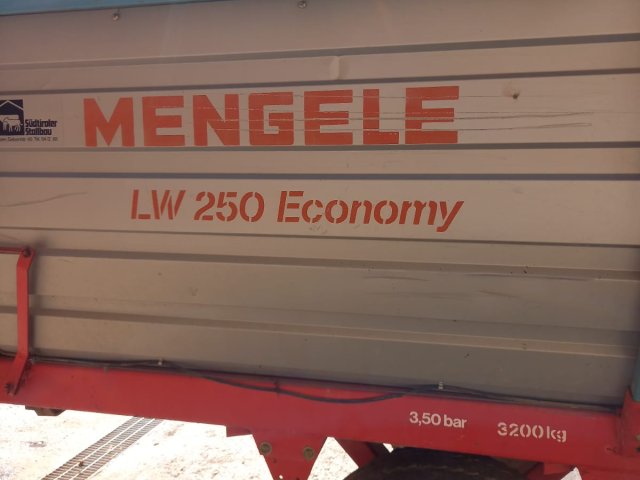 MENGELE
Südtiroler
Stallbau
LW 250 Economy
3,50 bar
3200 kg